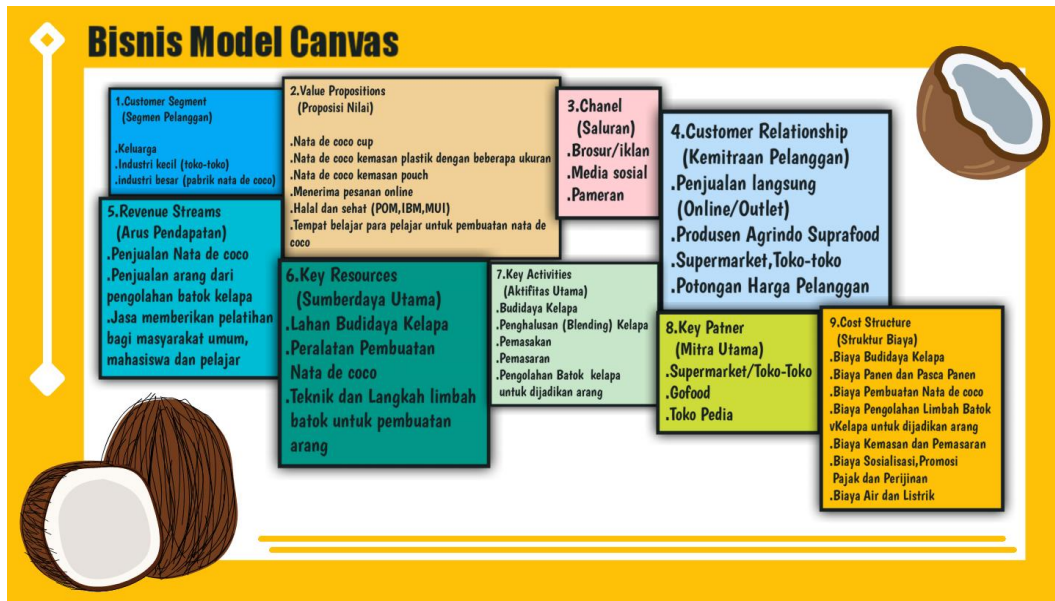 Bisnis Model Canvas
1.Customer Segment
(Segmen Pelanggan)
.Keluarga
.Industri kecil (toko-toko)
.industri besar (pabrik nata de coco)
2.Value Propositions
(Proposisi Nilai)
.Nata de coco cup
.Nata de coco kemasan plastik dengan beberapa ukuran
.Nata de coco kemasan pouch
.Menerima pesanan online
.Halal dan sehat (POM,IBM,MUI)
.Tempat belajar para pelajar untuk pembuatan nata de
coco
3.Chanel
(Saluran)
.Brosur/iklan
.Media sosial
.Pameran
4.Customer Relationship
(Kemitraan Pelanggan)
.Penjualan langsung
(Online/Outlet)
.Produsen Agrindo Suprafood
.Supermarket,Toko-toko
.Potongan Harga Pelanggan
5.Revenue Streams
(Arus Pendapatan)
.Penjualan Nata de coco
.Penjualan arang dari
pengolahan batok kelapa
.Jasa memberikan pelatihan
bagi masyarakat umum,
mahasiswa dan pelajar
6.Key Resources
(Sumberdaya Utama)
.Lahan Budidaya Kelapa
.Peralatan Pembuatan
Nata de coco
.Teknik dan Langkah limbah
batok untuk pembuatan
arang
7.Key Activities
(Aktifitas Utama)
.Budidaya Kelapa
.Penghalusan (Blending) Kelapa
.Pemasakan
.Pemasaran
.Pengolahan Batok kelapa
untuk dijadikan arang
8.Key Patner
(Mitra Utama)
.Supermarket/Toko-Toko
.Gofood
.Toko Pedia
9.Cost Structure
(Struktur Biaya)
.Biaya Budidaya Kelapa
.Biaya Panen dan Pasca Panen
.Biaya Pembuatan Nata de coco
.Biaya Pengolahan Limbah Batok
vKelapa untuk dijadikan arang
.Biaya Kemasan dan Pemasaran
.Biaya Sosialisasi,Promosi
Pajak dan Perijinan
.Biaya Air dan Listrik